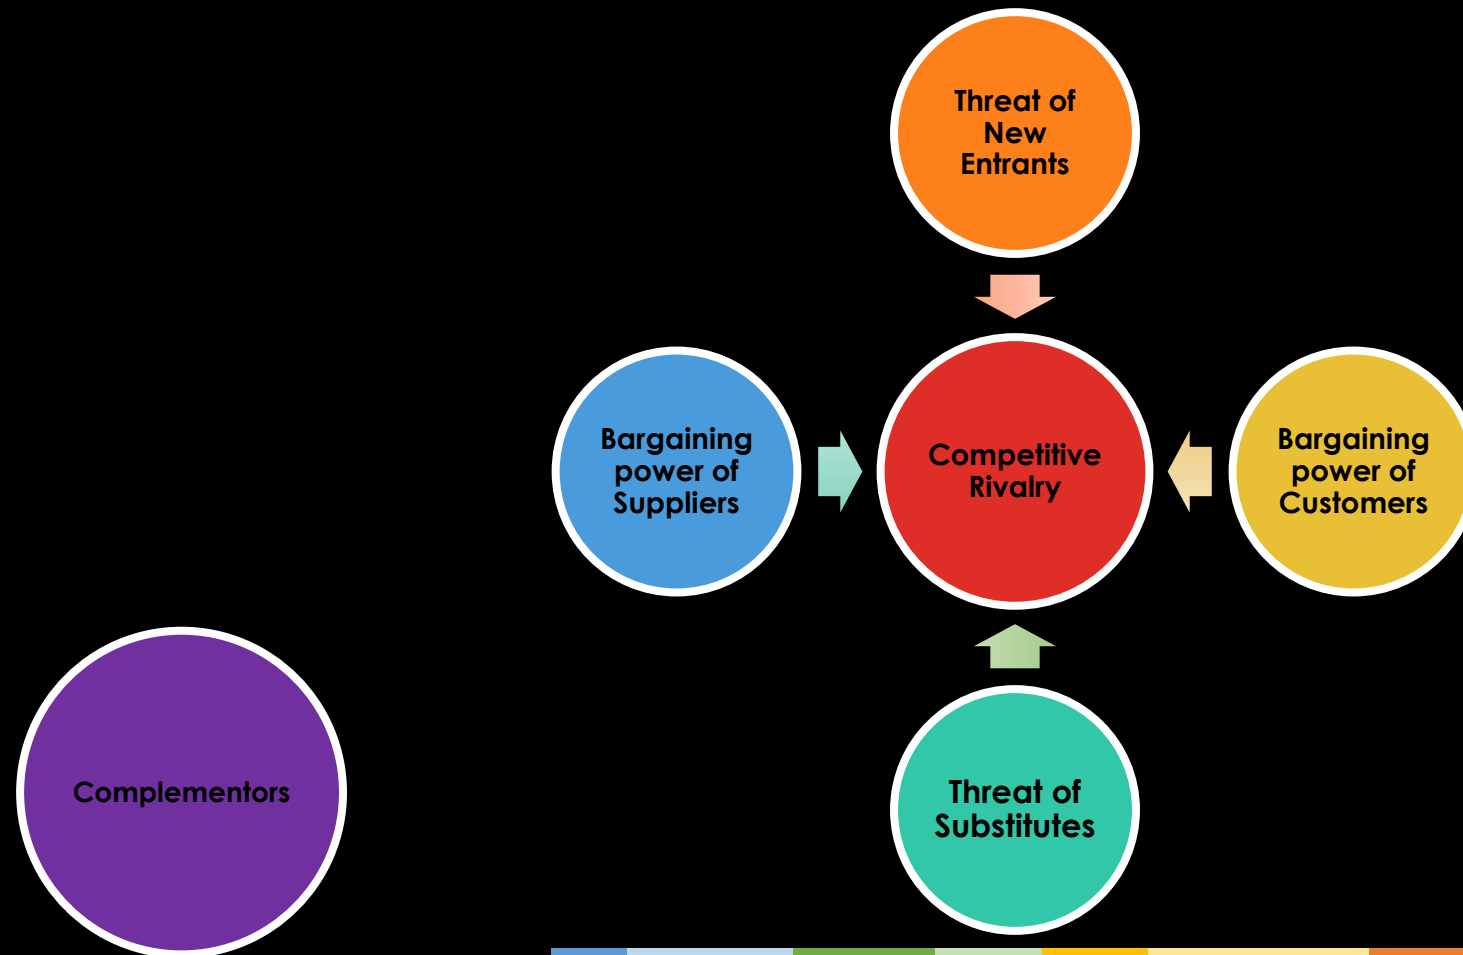 Threat of
New
Entrants
Bargaining
power of
Suppliers
Competitive
Rivalry
Bargaining
power of
Customers
Complementors
Threat of
Substitutes